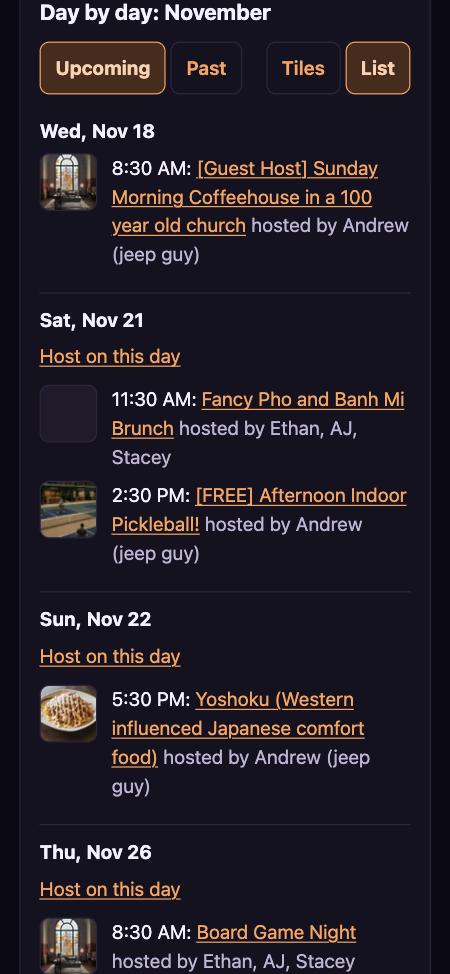 Day by day: November
Upcoming Past Tiles List
Wed, Nov 18
8:30 AM: [Guest Host] Sunday
Morning Coffeehouse in a 100
year old church hosted by Andrew
(jeep guy)
Sat, Nov 21
Host on this day
11:30 AM: Fancy Pho and Banh Mi
Brunch hosted by Ethan, AJ,
Stacey
2:30 PM: [FREE] Afternoon Indoor
Pickleball! hosted by Andrew
(jeep guy)
Sun, Nov 22
Host on this day
5:30 PM: Yoshoku (Western
influenced Japanese comfort
food) hosted by Andrew (jeep
guy)
Thu, Nov 26
Host on this day
8:30 AM: Board Game Night
hosted by Ethan, AJ, Stacey